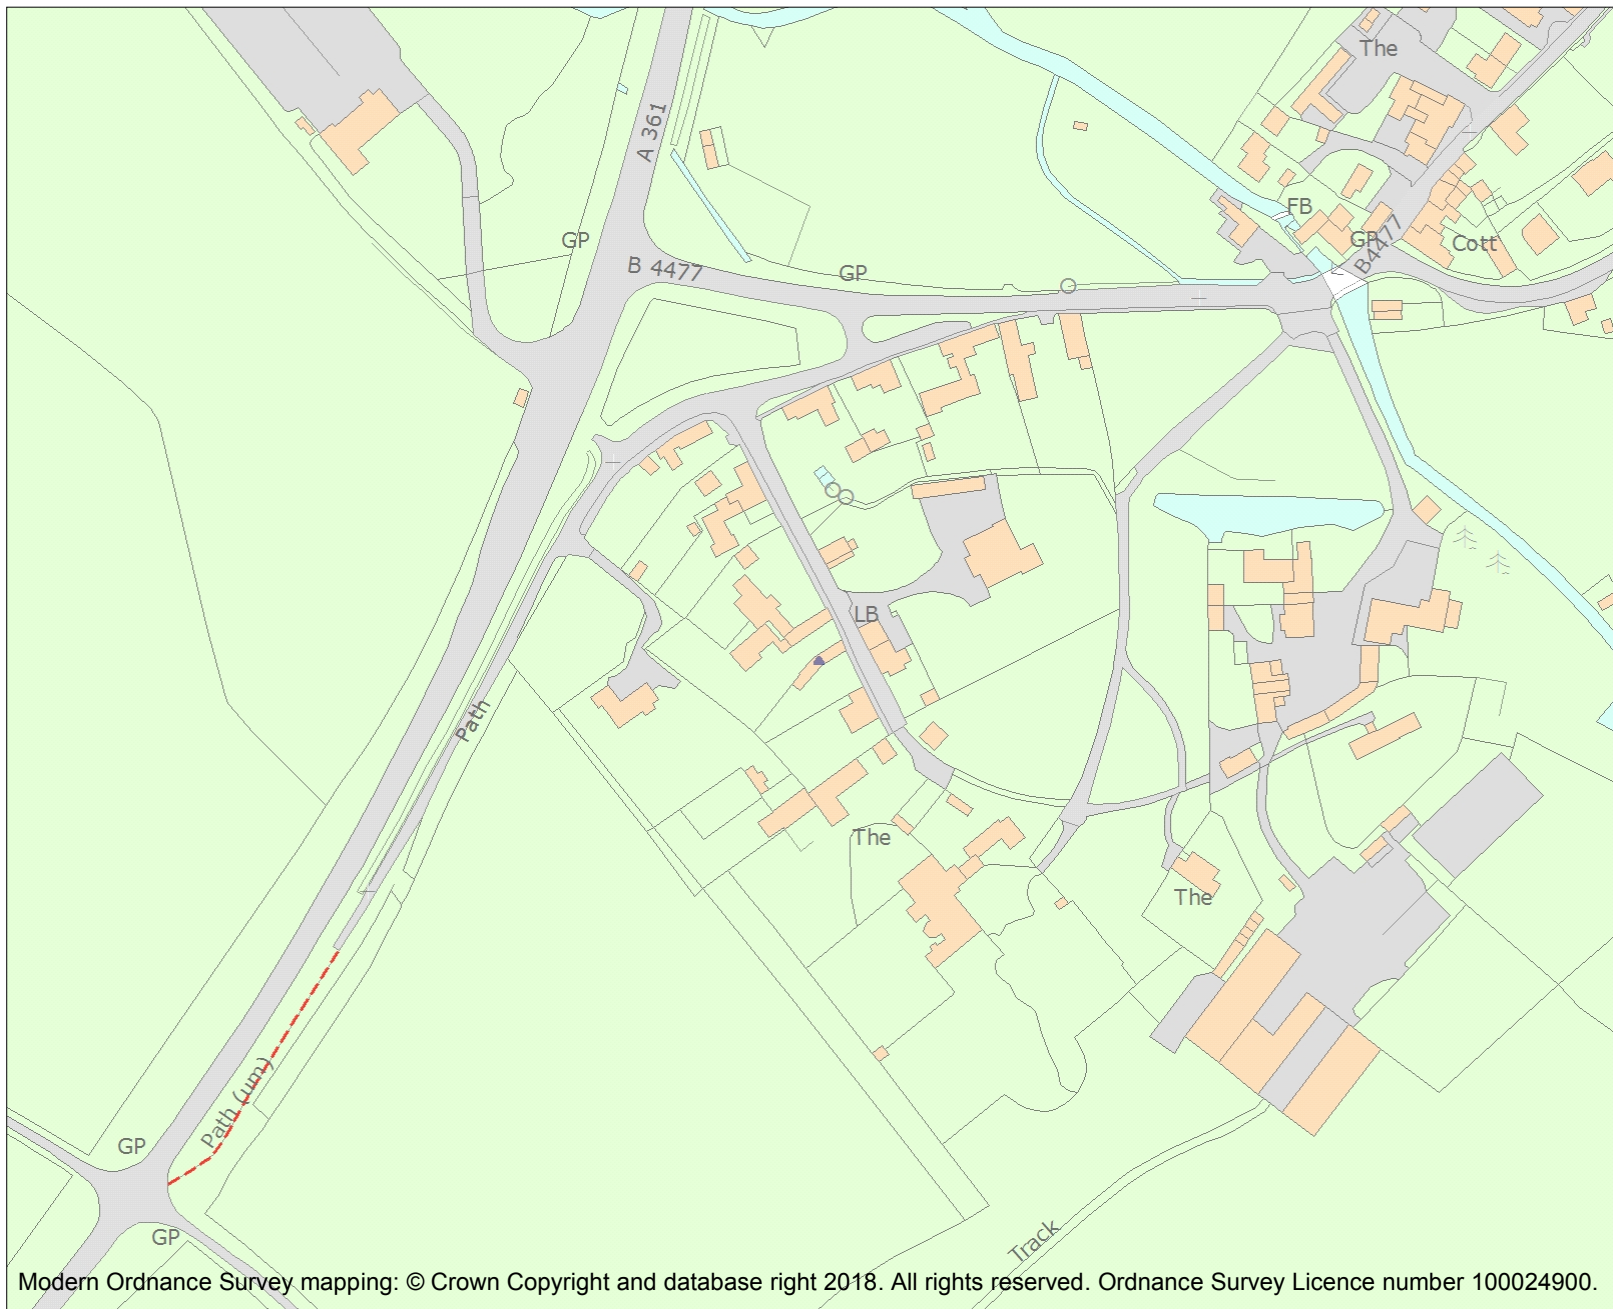 The
A 361
FB
GP
GP
B4477
Cott
B 4477
GP
LB
Path
The
The
Path (um)
GP
GP
Track
Modern Ordnance Survey mapping: © Crown Copyright and database right 2018. All rights reserved. Ordnance Survey Licence number 100024900.